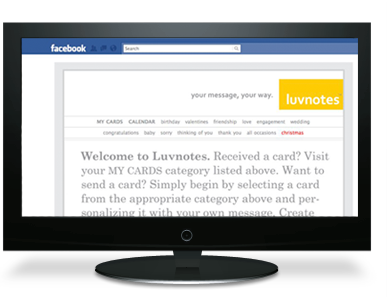 facebook
Search
your message, your way.
luvnotes
MY CARDS CALENDAR birthday valentines friendship love engagement wedding
congratulations baby sorry thinking of you thank you all occasions christmas
Welcome to Luvnotes. Received a card? Visit
your MY CARDS category listed above. Want to
send a card? Simply begin by selecting a card
from the appropriate category above and per-
sonalizing it with your own message. Create